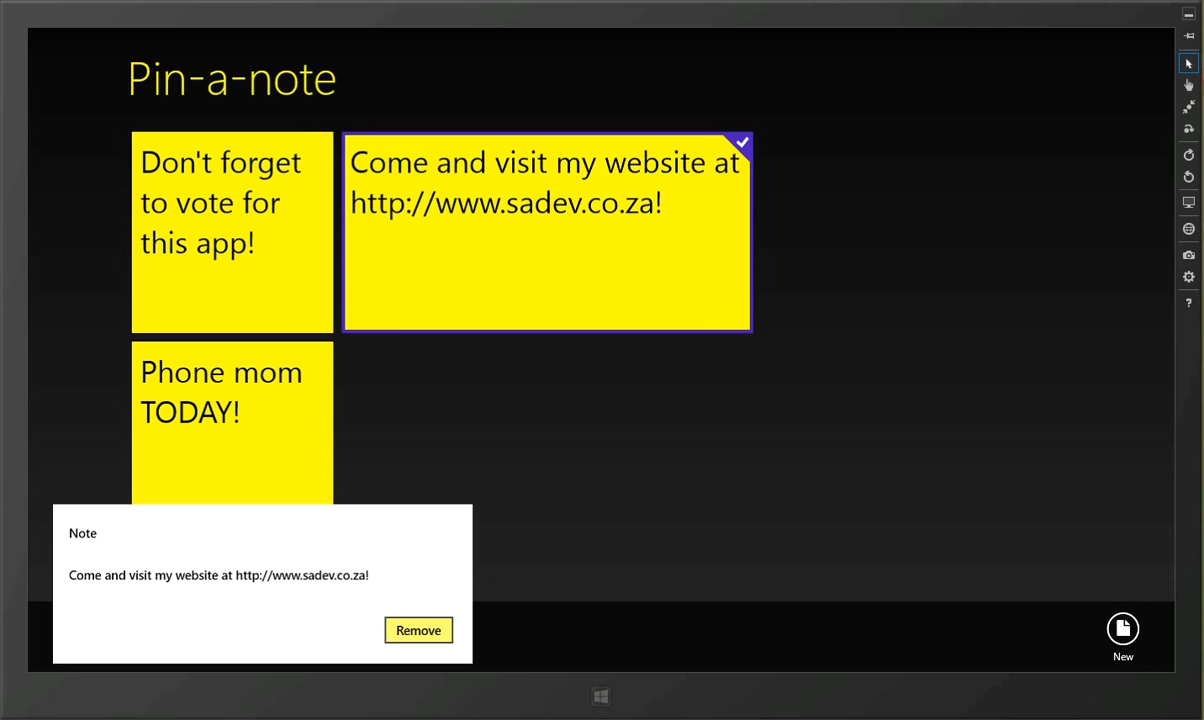 Pin-a-note
Don't forget
to vote for
this app!
Come and visit my website at
http://www.sadev.co.za!
Phone mom
TODAY!
Note
Come and visit my website at http://www.sadev.co.za!
Remove
New
?